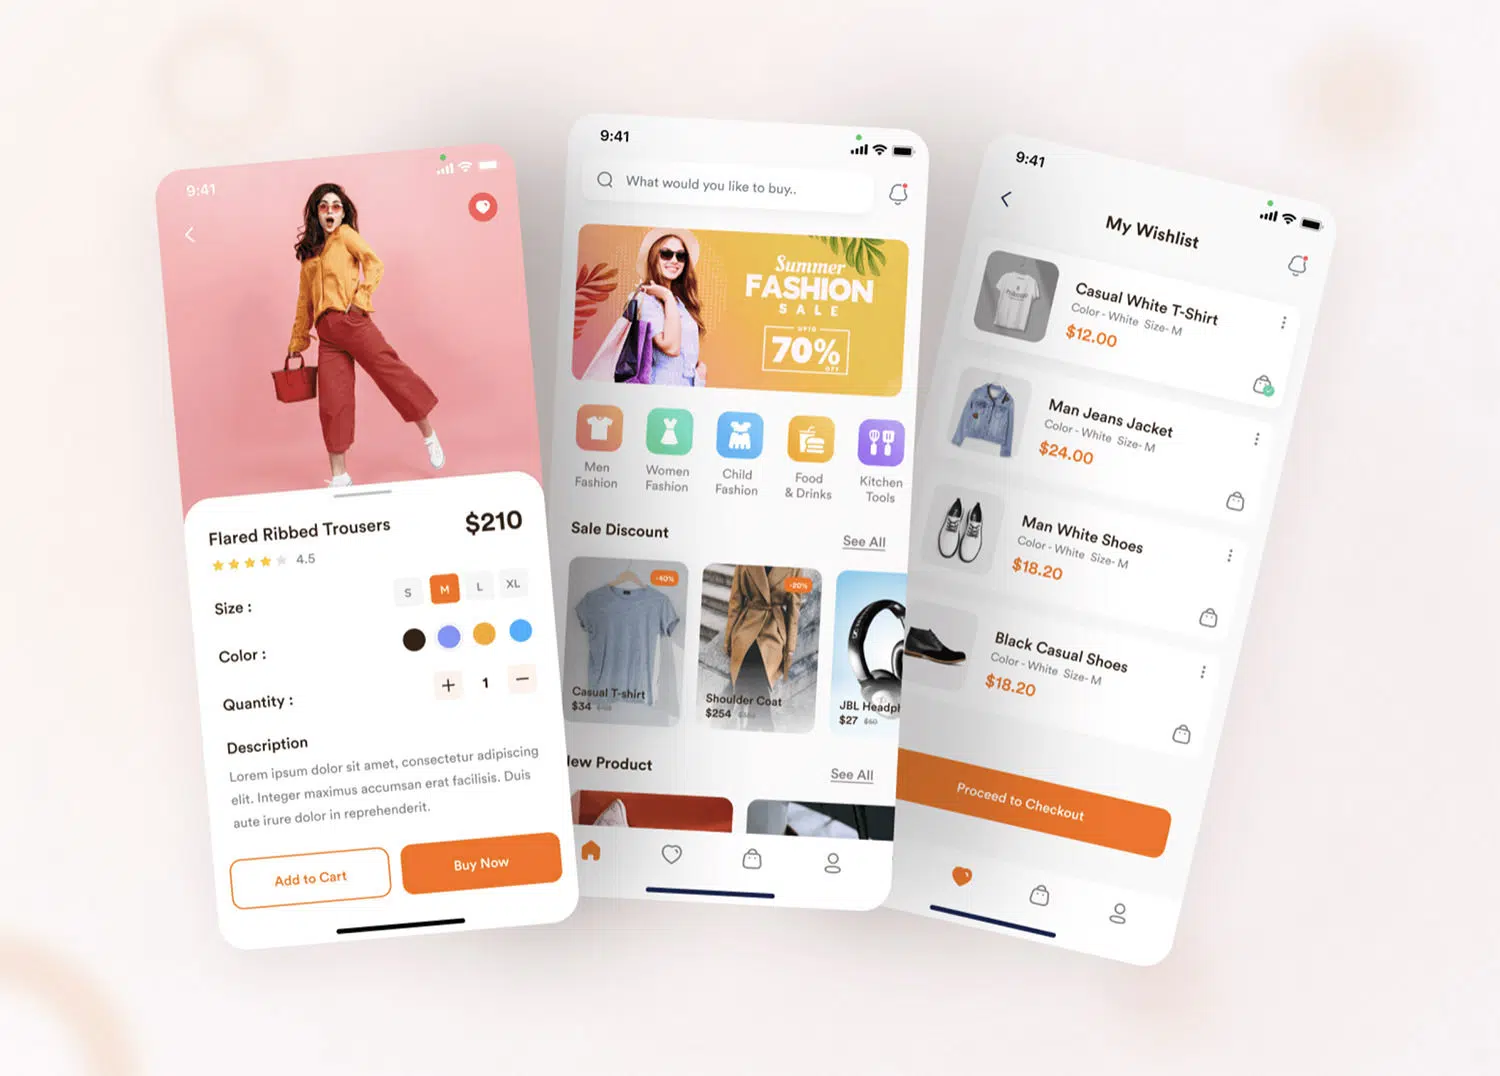 9:41
Flared Ribbed Trousers
$210
4.5
Size :
S
M
L
XL
Color :
Quantity :
+ 1 −
Description
Lorem ipsum dolor sit amet, consectetur adipiscing
elit. Integer maximus accumsan erat facilisis. Duis
aute irure dolor in reprehenderit.
Add to Cart
Buy Now
9:41
What would you like to buy..
Summer
FASHION
SALE
UPTO
70%
OFF
Men
Fashion
Women
Fashion
Child
Fashion
Food
& Drinks
Kitchen
Tools
Sale Discount
See All
-40%
Casual T-shirt
$34
-20%
Shoulder Coat
$254
JBL Headph
$27 $50
ew Product
See All
9:41
My Wishlist
Casual White T-Shirt
Color - White Size- M
$12.00
Man Jeans Jacket
Color - White Size- M
$24.00
Man White Shoes
Color - White Size- M
$18.20
Black Casual Shoes
Color - White Size- M
$18.20
Proceed to Checkout